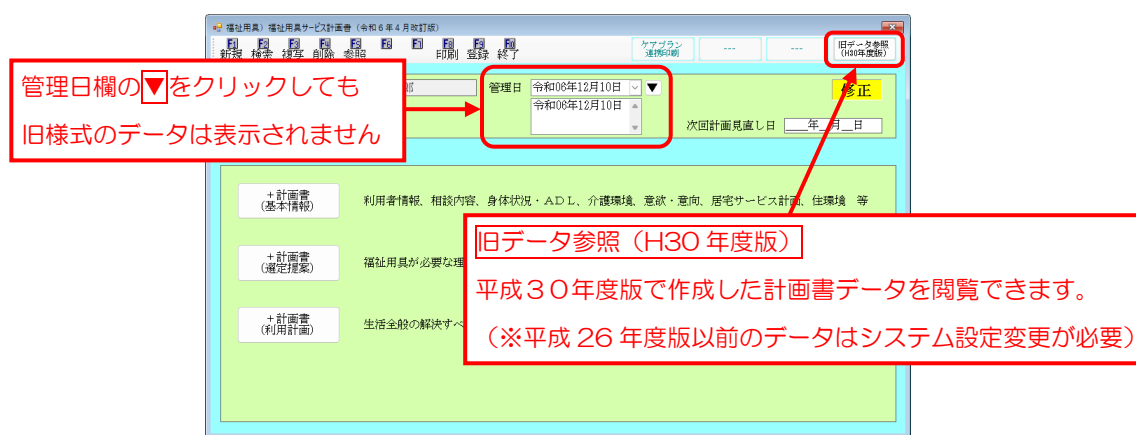 福祉用具）福祉用具サービス計画書（令和６年４月改訂版）
F1 F2 F3 F4 F5 F6 F7 F8 F9 F10
新規 検索 複写 削除 参照 印刷 登録 終了
ケアプラン
連携印刷
---
---
旧データ参照
(H30年度版)
管理日欄の▼をクリックしても
旧様式のデータは表示されません
管理日 令和06年12月10日 ▼
令和06年12月10日
修正
次回計画見直し日 ___年__月__日
+計画書
(基本情報)
利用者情報、相談内容、身体状況・ＡＤＬ、介護環境、意欲・意向、居宅サービス計画、住環境 等
+計画書
(選定提案)
福祉用具が必要な理
+計画書
(利用計画)
生活全般の解決すべ
旧データ参照（H30 年度版）
平成３０年度版で作成した計画書データを閲覧できます。
（※平成 26 年度版以前のデータはシステム設定変更が必要）